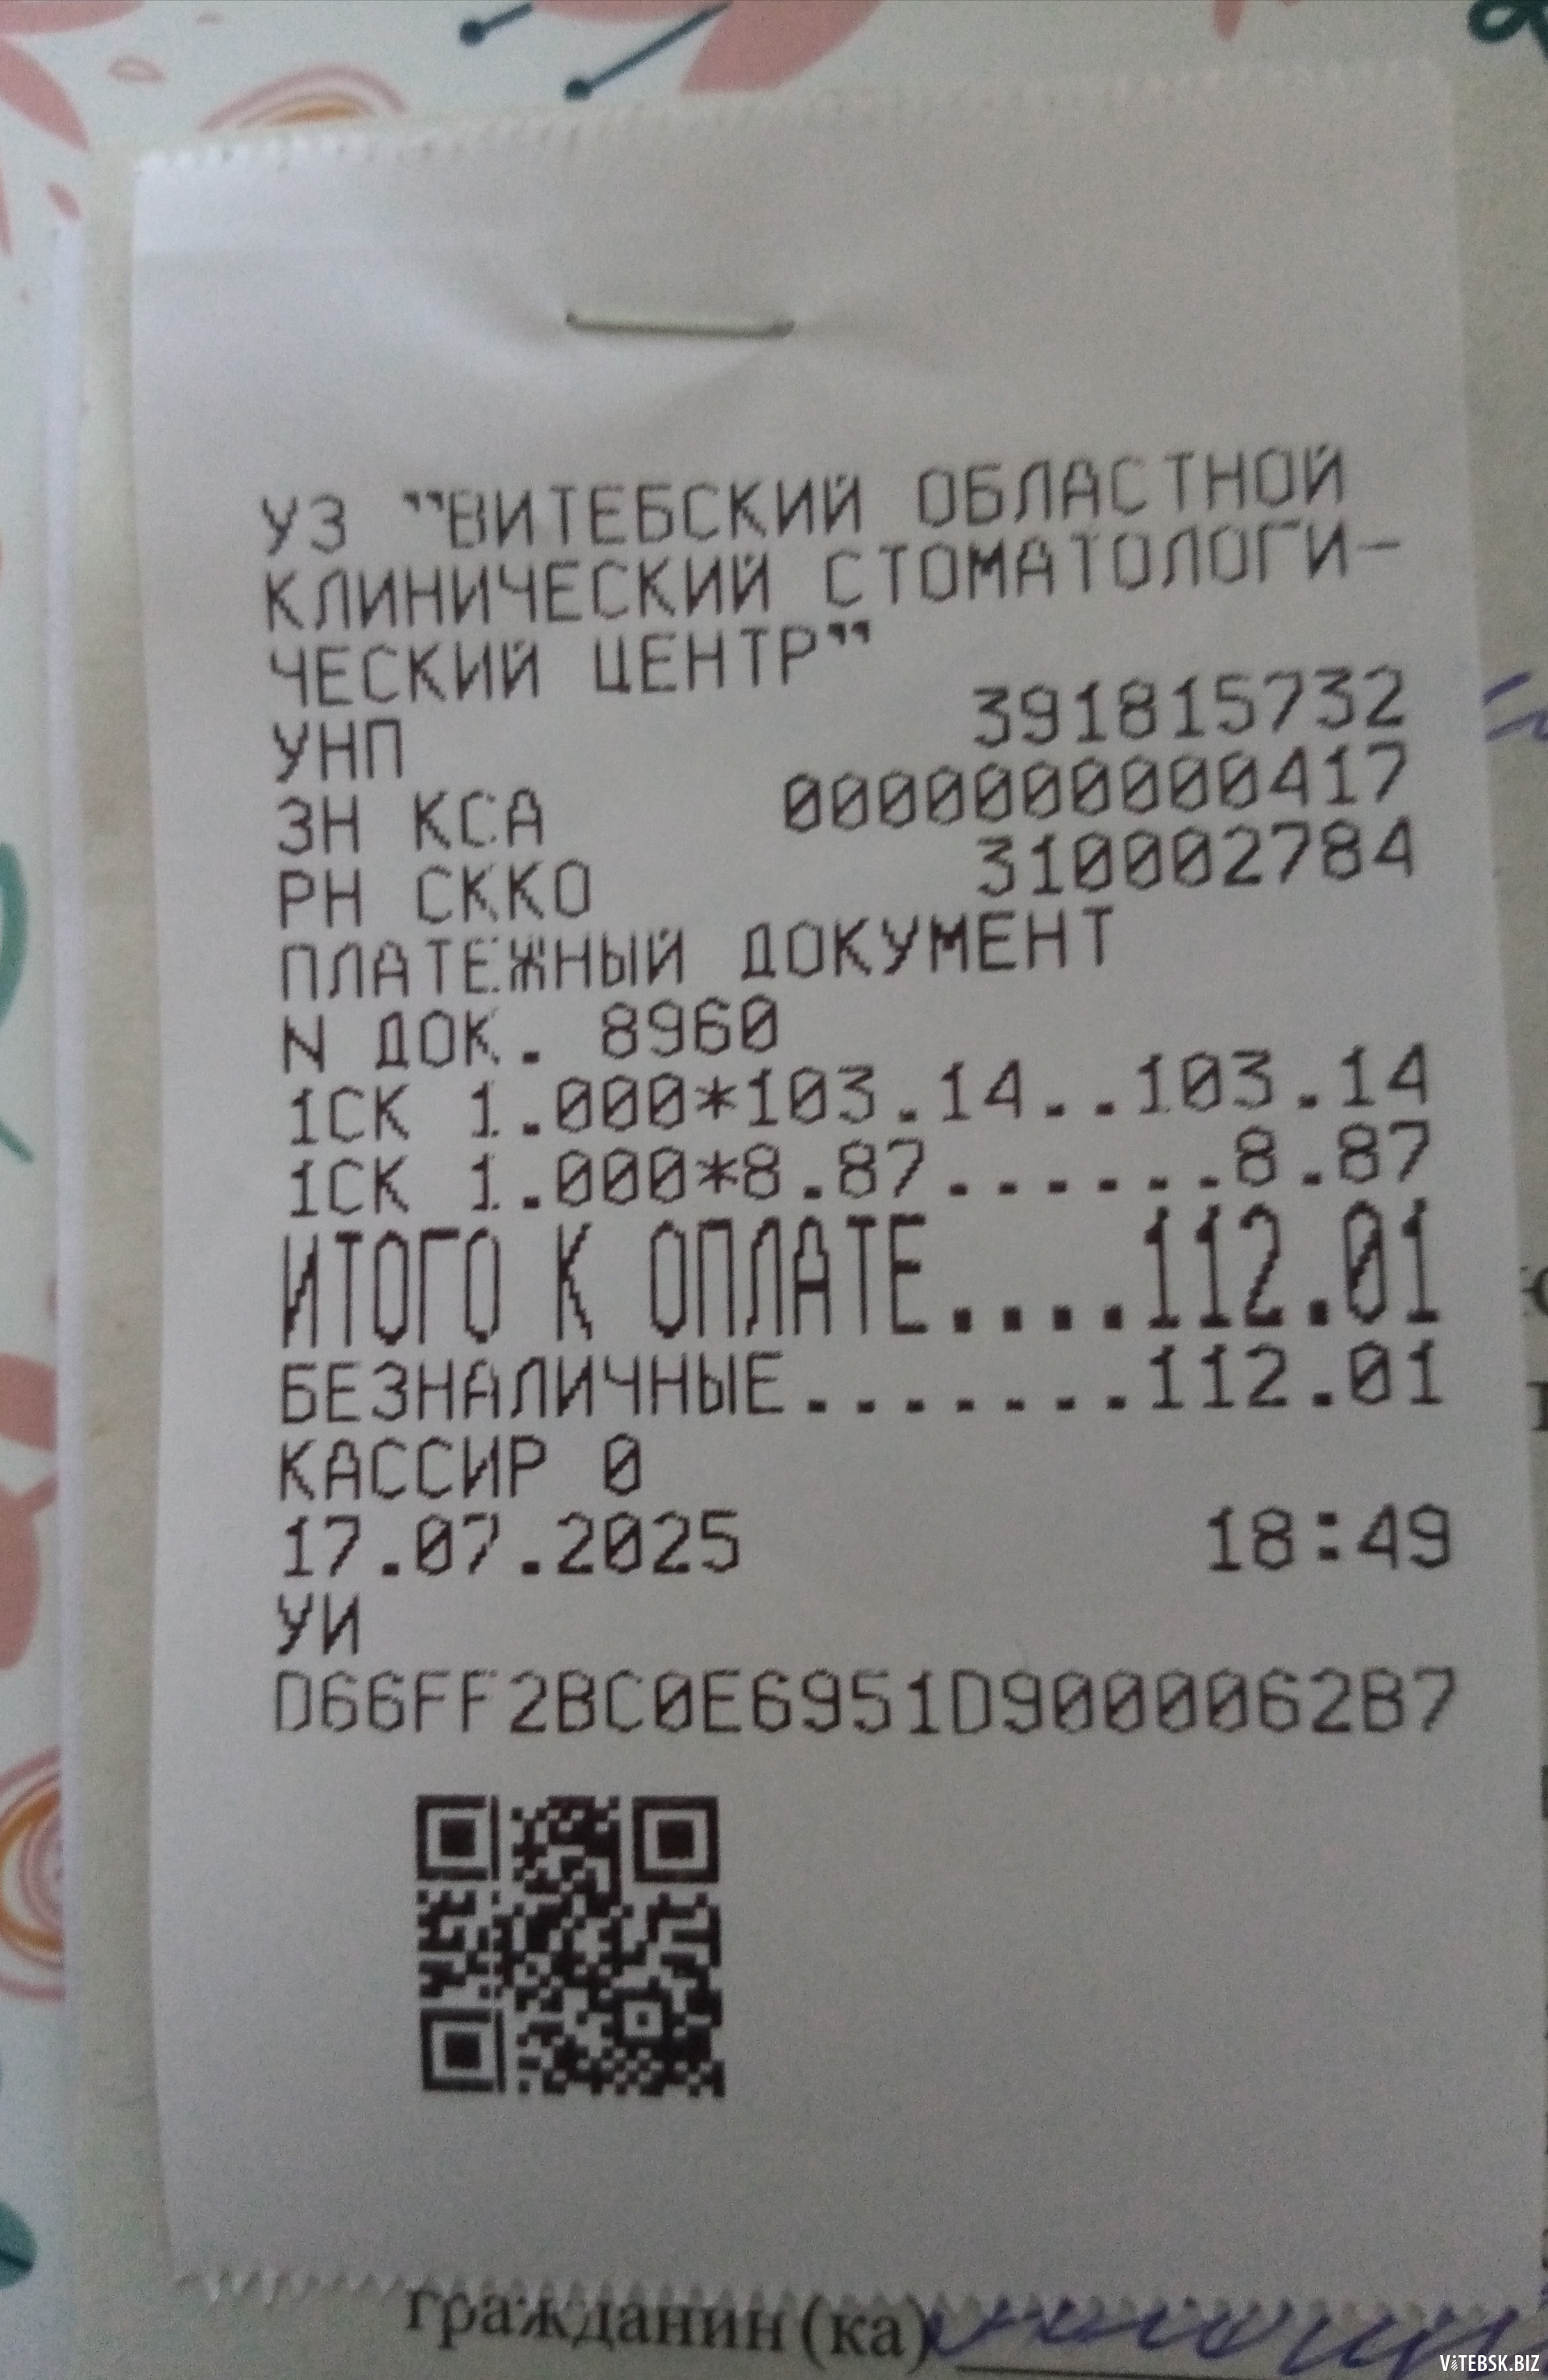 УЗ "ВИТЕБСКИЙ ОБЛАСТНОЙ
КЛИНИЧЕСКИЙ СТОМАТОЛОГИ-
ЧЕСКИЙ ЦЕНТР"
УНП 391815732
ЗН КСА 0000000000417
РН СККО 310002784
ПЛАТЕЖНЫЙ ДОКУМЕНТ
N ДОК. 8960
1СК 1.000*103.14..103.14
1СК 1.000*8.87.......8.87
ИТОГО К ОПЛАТЕ....112.01
БЕЗНАЛИЧНЫЕ.......112.01
КАССИР 0
17.07.2025 18:49
УИ
D66FF2BC0E6951D9000062B7
гражданин (ка)
ViTEBSK.BIZ